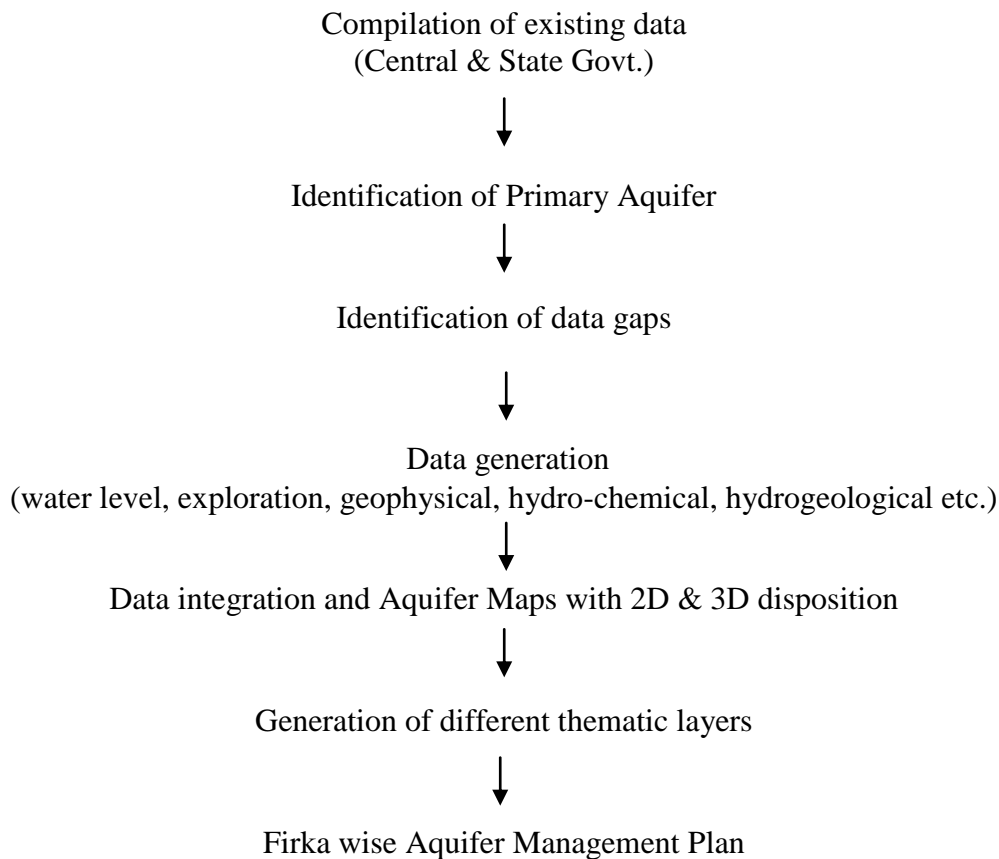 Compilation of existing data
(Central & State Govt.)
Identification of Primary Aquifer
Identification of data gaps
Data generation
(water level, exploration, geophysical, hydro-chemical, hydrogeological etc.)
Data integration and Aquifer Maps with 2D & 3D disposition
Generation of different thematic layers
Firka wise Aquifer Management Plan